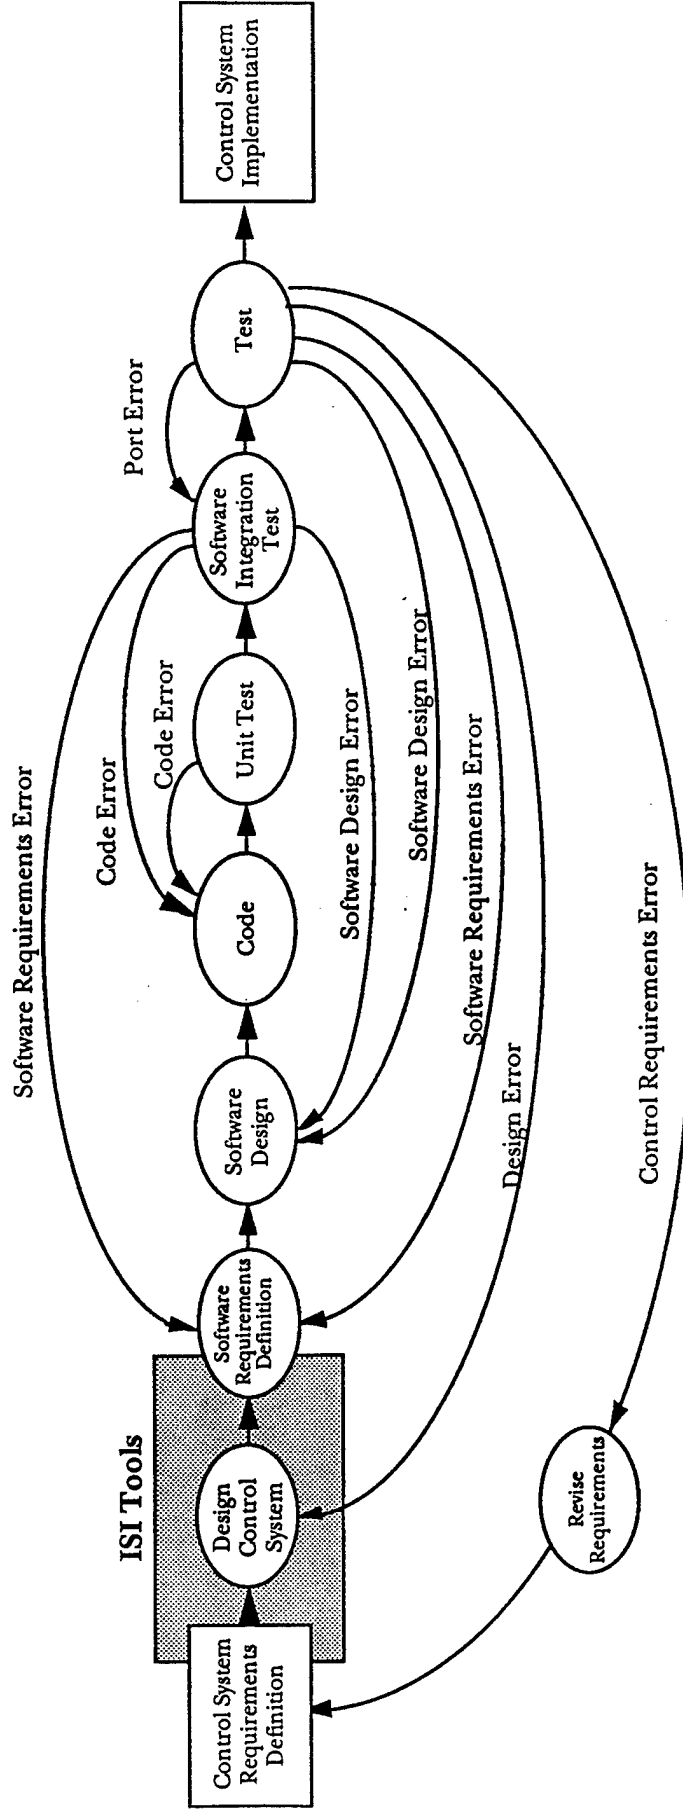 ISI Tools
Control System
Requirements
Definition
Design
Control
System
Software
Requirements
Definition
Software
Design
Code
Unit Test
Software
Integration
Test
Test
Control System
Implementation
Software Requirements Error
Code Error
Code Error
Port Error
Software Design Error
Software Design Error
Software Requirements Error
Design Error
Control Requirements Error
Revise
Requirements